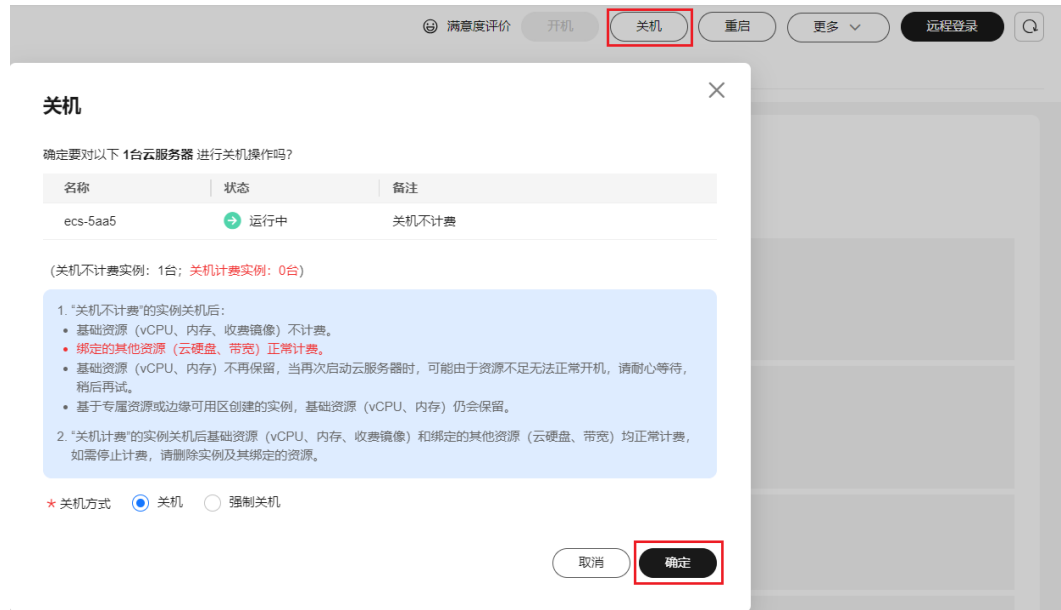 满意度评价 开机 关机 重启 更多 远程登录
关机
确定要对以下 1台云服务器 进行关机操作吗?
名称 状态 备注
ecs-5aa5 运行中 关机不计费
(关机不计费实例：1台；关机计费实例：0台)
1. “关机不计费”的实例关机后：
• 基础资源（vCPU、内存、收费镜像）不计费。
• 绑定的其他资源（云硬盘、带宽）正常计费。
• 基础资源（vCPU、内存）不再保留，当再次启动云服务器时，可能由于资源不足无法正常开机，请耐心等待，
稍后再试。
• 基于专属资源或边缘可用区创建的实例，基础资源（vCPU、内存）仍会保留。
2. “关机计费”的实例关机后基础资源（vCPU、内存、收费镜像）和绑定的其他资源（云硬盘、带宽）均正常计费，
如需停止计费，请删除实例及其绑定的资源。
* 关机方式 关机 强制关机
取消 确定